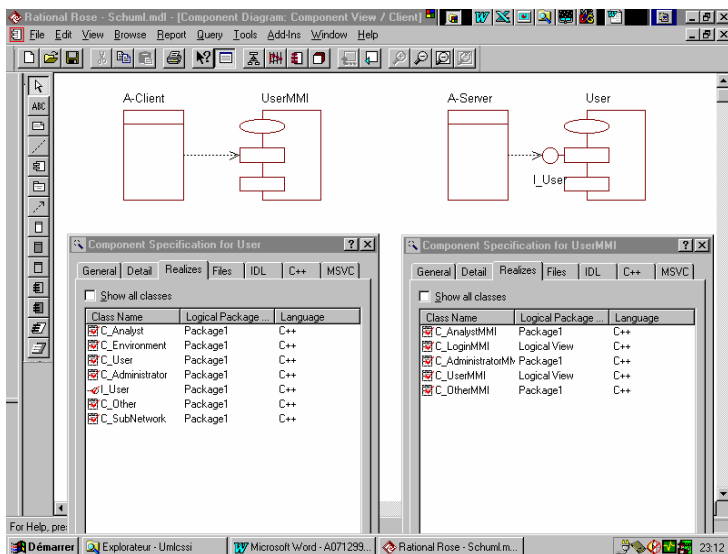 Rational Rose - Schuml.mdl - [Component Diagram: Component View / Client]
File Edit View Browse Report Query Tools Add-Ins Window Help
ABC
A-Client UserMMI A-Server User
I_User
Component Specification for User
General Detail Realizes Files IDL C++ MSVC
Show all classes
Class Name Logical Package ... Language
C_Analyst Package1 C++
C_Environment Package1 C++
C_User Package1 C++
C_Administrator Package1 C++
I_User Package1 C++
C_Other Package1 C++
C_SubNetwork Package1 C++
Component Specification for UserMMI
General Detail Realizes Files IDL C++ MSVC
Show all classes
Class Name Logical Package ... Language
C_AnalystMMI Package1 C++
C_LoginMMI Logical View C++
C_AdministratorMM Package1 C++
C_UserMMI Logical View C++
C_OtherMMI Package1 C++
For Help, pre
Démarrer Explorateur - Umlcssi Microsoft Word - A071299... Rational Rose - Schuml.m... 23:12